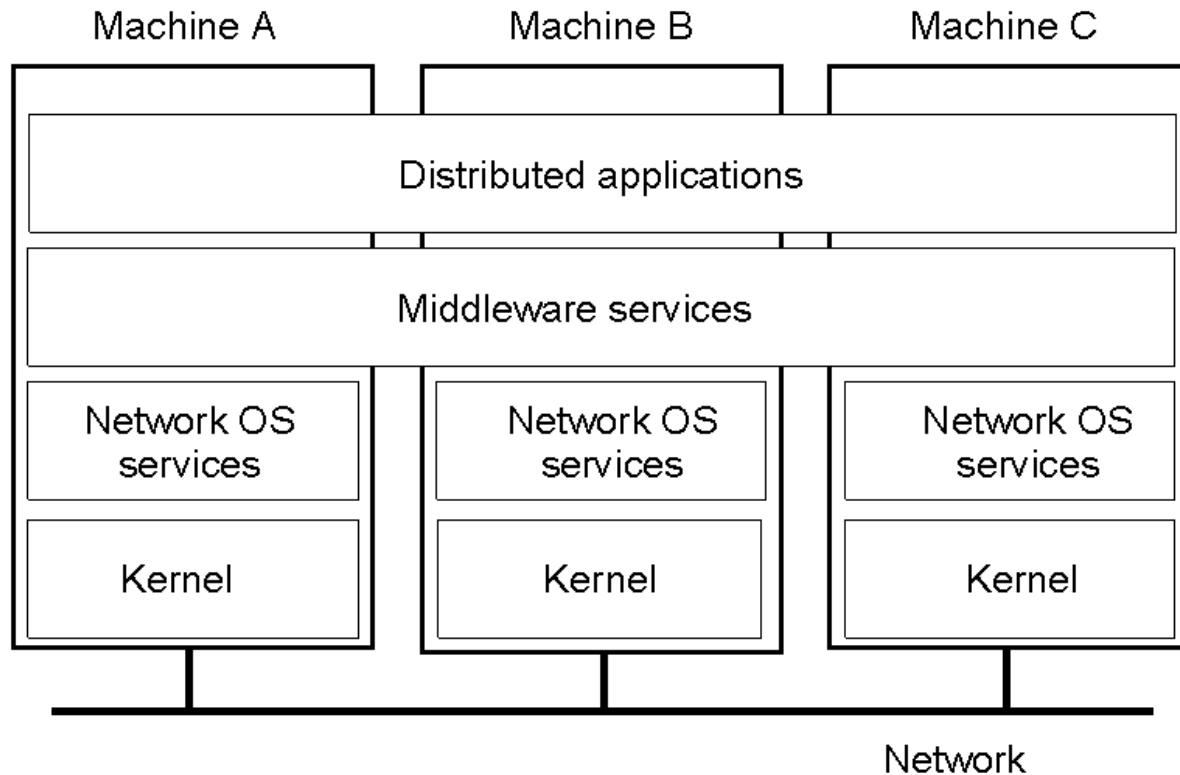 Machine A
Machine B
Machine C
Distributed applications
Middleware services
Network OS
services
Network OS
services
Network OS
services
Kernel
Kernel
Kernel
Network